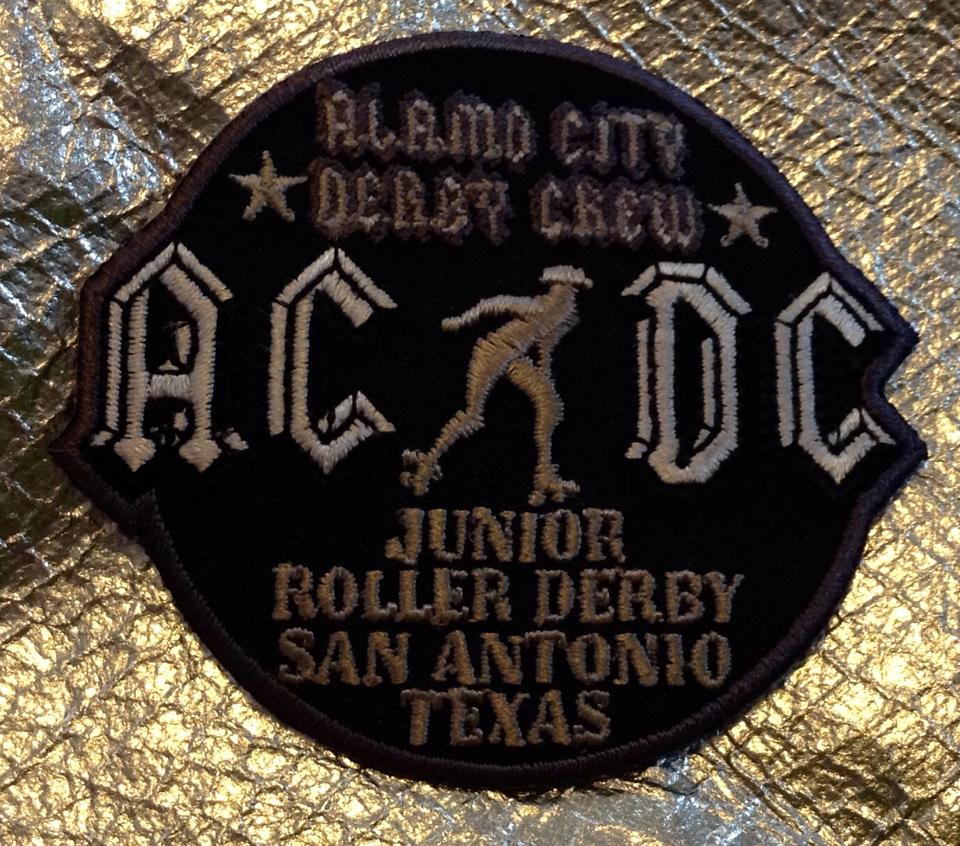 ALAMO CITY
DERBY CREW
AC DC
JUNIOR
ROLLER DERBY
SAN ANTONIO
TEXAS